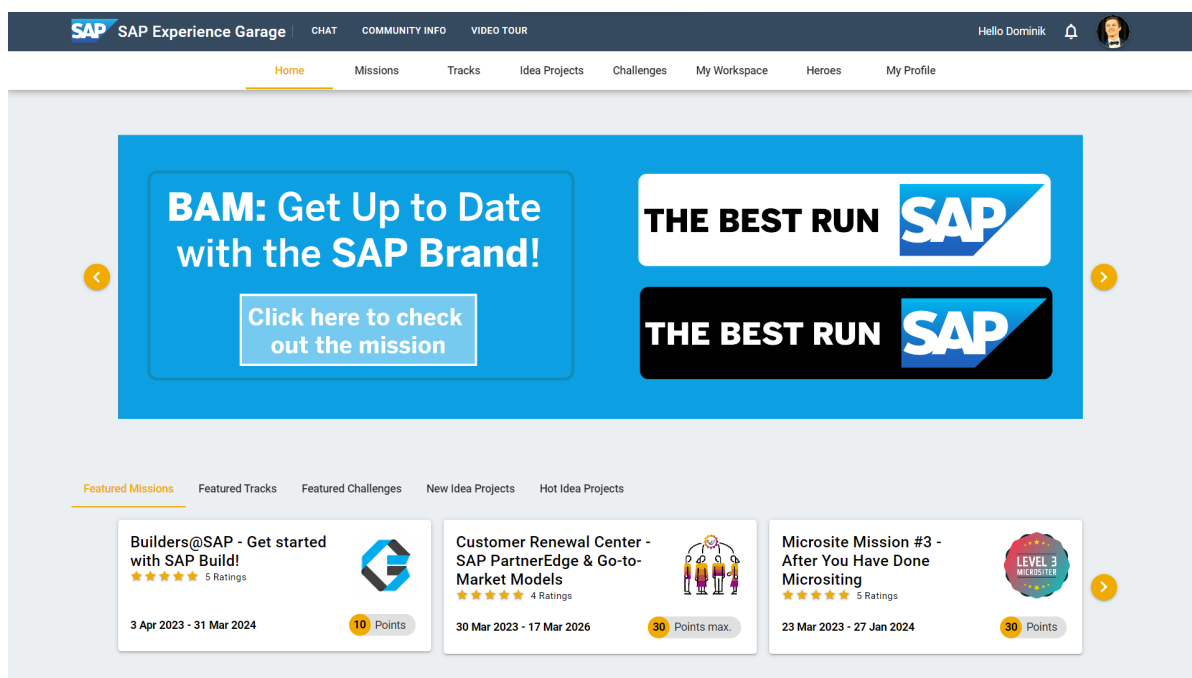 SAP SAP Experience Garage CHAT COMMUNITY INFO VIDEO TOUR Hello Dominik
Home Missions Tracks Idea Projects Challenges My Workspace Heroes My Profile
BAM: Get Up to Date
with the SAP Brand!
Click here to check
out the mission
THE BEST RUN SAP
THE BEST RUN SAP
Featured Missions Featured Tracks Featured Challenges New Idea Projects Hot Idea Projects
Builders@SAP - Get started
with SAP Build!
5 Ratings
3 Apr 2023 - 31 Mar 2024
10 Points
Customer Renewal Center -
SAP PartnerEdge & Go-to-
Market Models
4 Ratings
30 Mar 2023 - 17 Mar 2026
30 Points max.
Microsite Mission #3 -
After You Have Done
Micrositing
5 Ratings
LEVEL 3
MICROSITER
23 Mar 2023 - 27 Jan 2024
30 Points